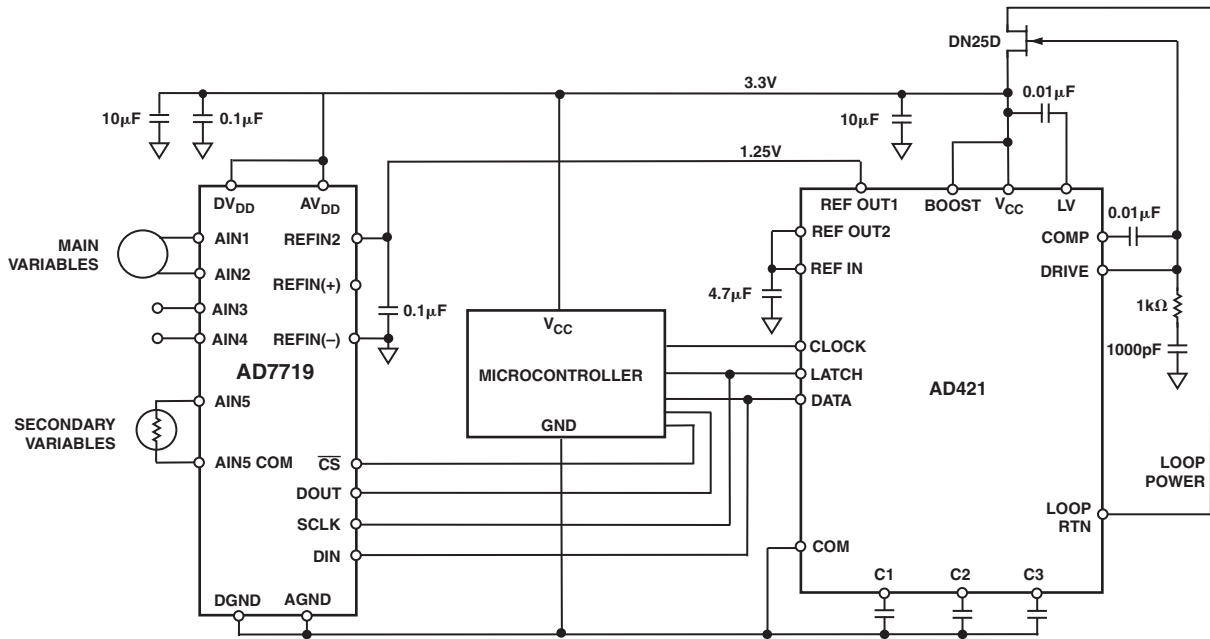 DN25D
3.3V
0.01µF
10µF
0.1µF
10µF
1.25V
DVDD
AVDD
REF OUT1
BOOST
VCC
LV
0.01µF
MAIN
VARIABLES
AIN1
REFIN2
REF OUT2
COMP
AIN2
REFIN(+)
REF IN
DRIVE
4.7µF
0.1µF
1kΩ
AIN3
AIN4
REFIN(–)
VCC
CLOCK
1000pF
AD7719
MICROCONTROLLER
LATCH
AD421
DATA
AIN5
SECONDARY
VARIABLES
GND
AIN5 COM
CS
LOOP
POWER
DOUT
LOOP
RTN
SCLK
DIN
COM
C1
C2
C3
DGND
AGND